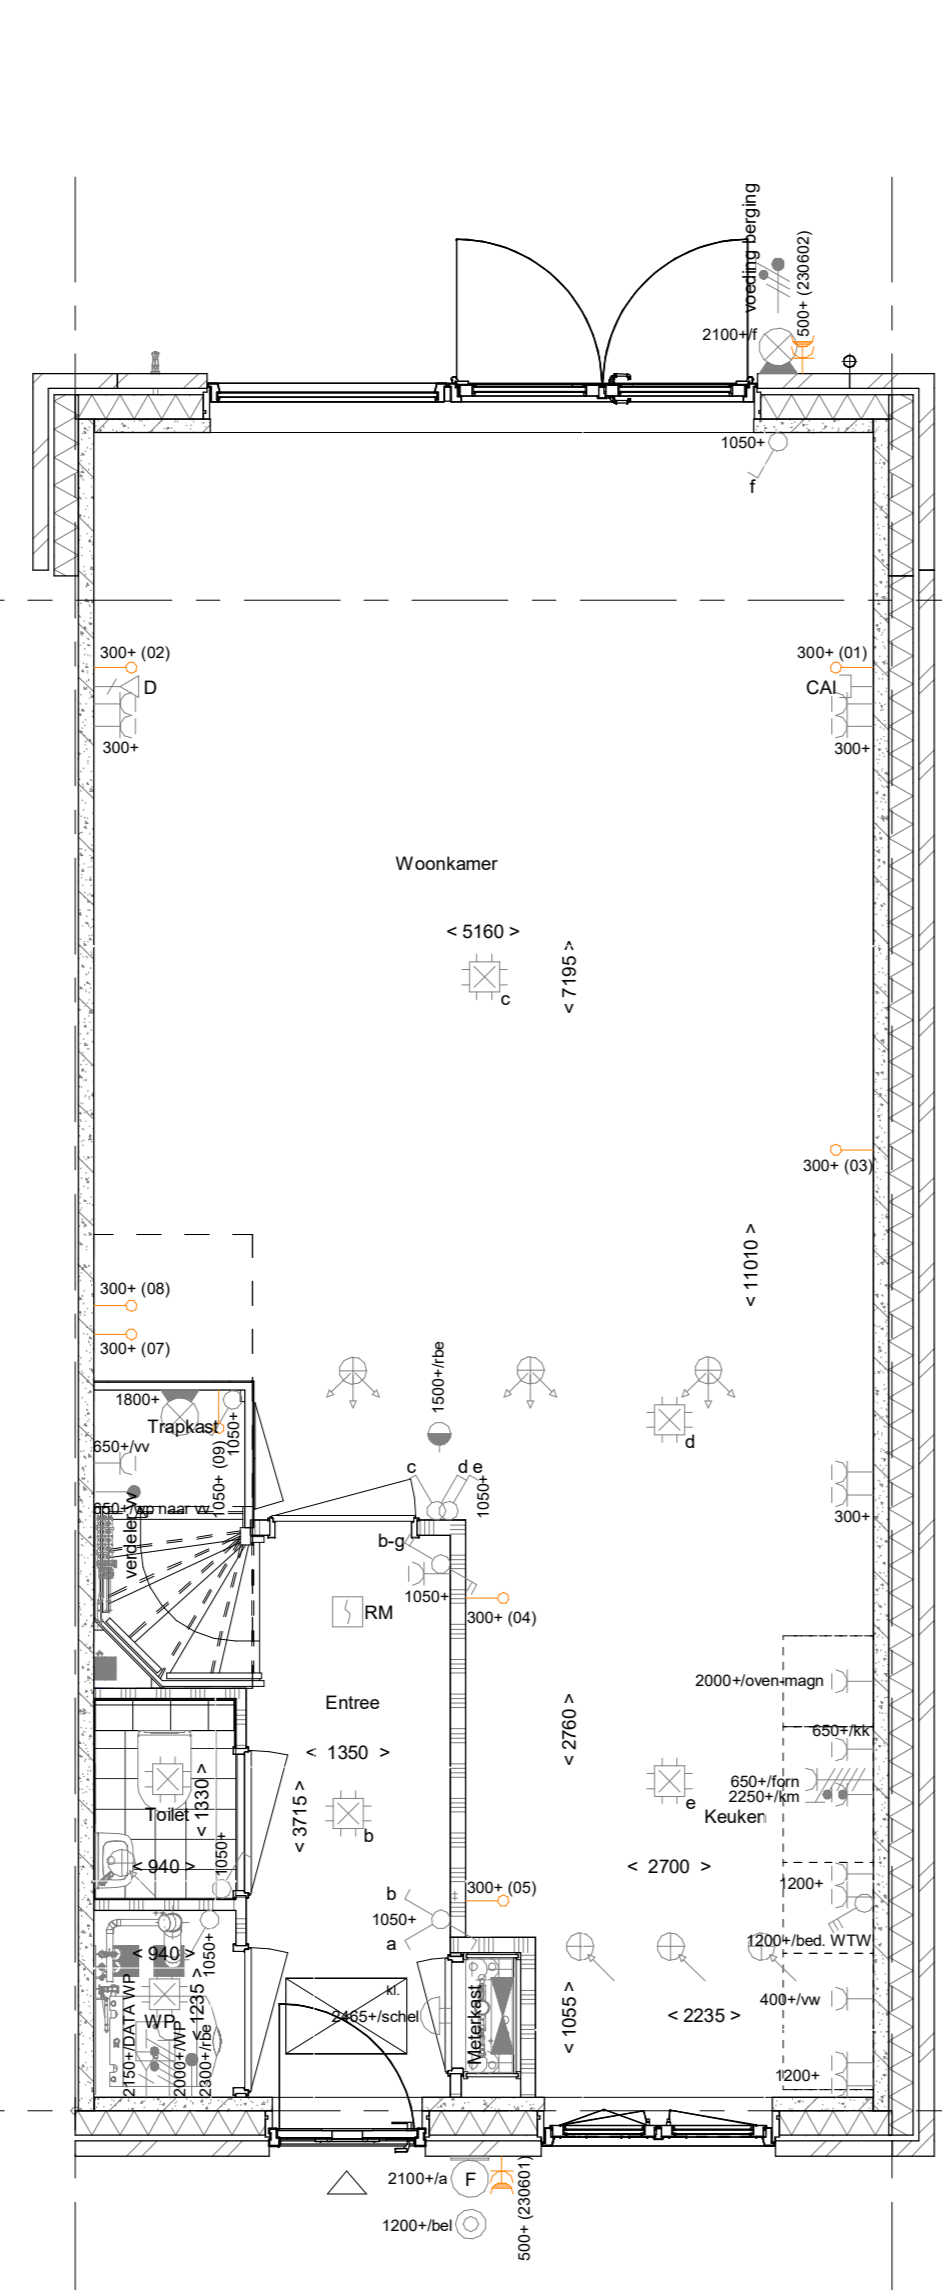 voeding berging
500+ (230602)
2100+/f
1050+
f
300+ (02)
D
300+
300+ (01)
CAI
300+
Woonkamer
< 5160 >
< 7195 >
c
300+ (03)
< 11010 >
300+ (08)
300+ (07)
1500+/rbe
1800+
Trapkast
1050+
d
650+/vv
1050+ (09)
c
d e
1050+
650+/wp naar vv
verdeler vv
300+
b-g
1050+
RM
300+ (04)
2000+/oven-magn
Entree
< 2760 >
650+/kk
< 1350 >
< 1330 >
< 3715 >
650+/forn
2250+/km
Toilet
b
e
Keuken
1050+
< 940 >
< 2700 >
b
300+ (05)
1200+
1050+
a
1200+/bed. WTW
< 940 >
1050+
kl.
2465+/schel
Meterkast
< 1055 >
< 2235 >
400+/vw
WP
< 1235 >
2150+/DATA WP
2000+/WP
2300+/rbe
1200+
2100+/a
F
500+ (230601)
1200+/bel